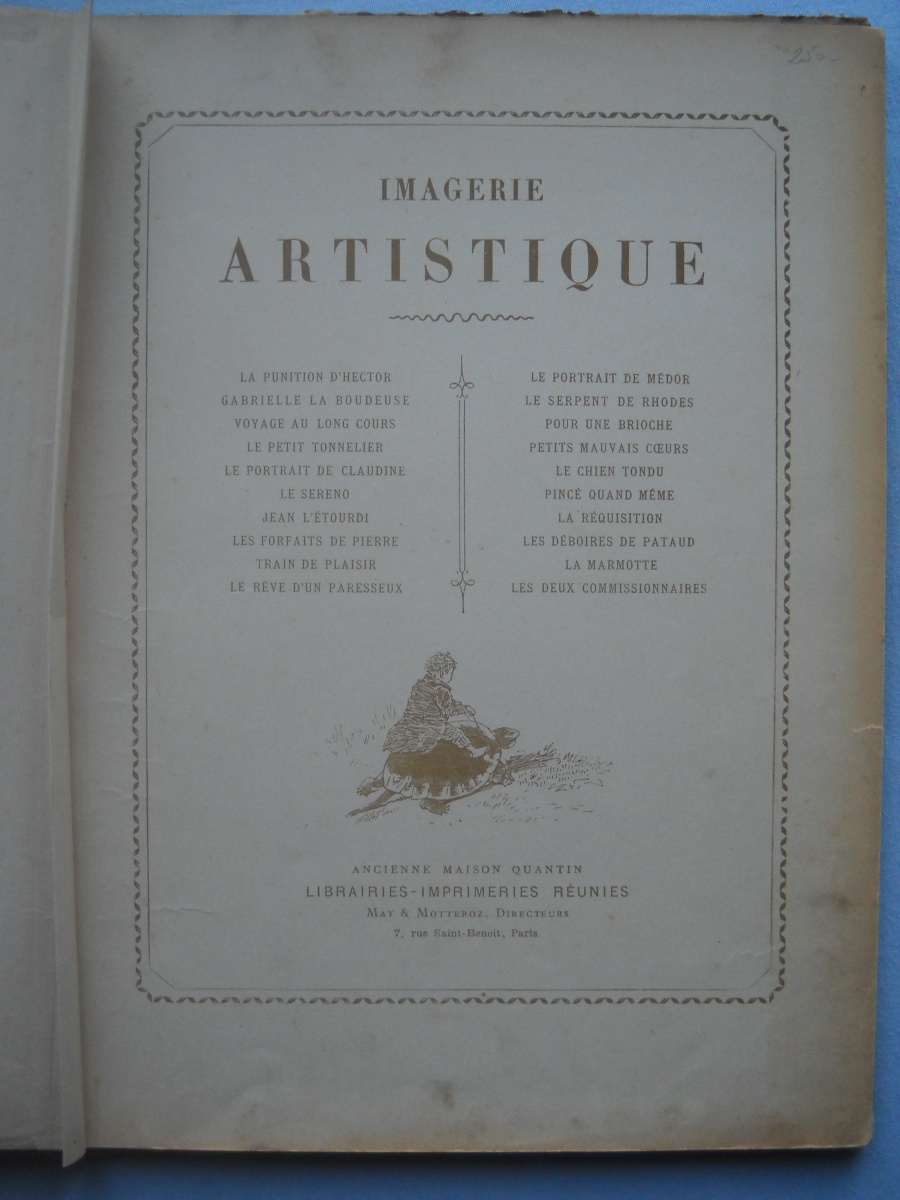 250-
IMAGERIE
ARTISTIQUE
LA PUNITION D'HECTOR
GABRIELLE LA BOUDEUSE
VOYAGE AU LONG COURS
LE PETIT TONNELIER
LE PORTRAIT DE CLAUDINE
LE SERENO
JEAN L'ÉTOURDI
LES FORFAITS DE PIERRE
TRAIN DE PLAISIR
LE RÊVE D'UN PARESSEUX
LE PORTRAIT DE MÉDOR
LE SERPENT DE RHODES
POUR UNE BRIOCHE
PETITS MAUVAIS CŒURS
LE CHIEN TONDU
PINCÉ QUAND MÊME
LA RÉQUISITION
LES DÉBOIRES DE PATAUD
LA MARMOTTE
LES DEUX COMMISSIONNAIRES
ANCIENNE MAISON QUANTIN
LIBRAIRIES-IMPRIMERIES RÉUNIES
MAY & MOTTEROZ, DIRECTEURS
7, rue Saint-Benoit, Paris.